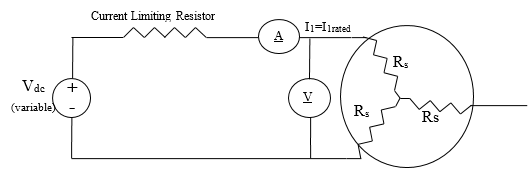 Current Limiting Resistor
A
I1=I1rated
Rs
Vdc
(variable)
+
-
V
Rs
Rs